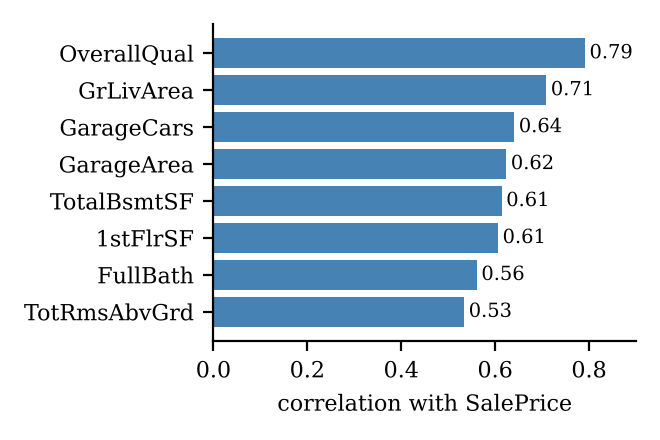 OverallQual 0.79
GrLivArea 0.71
GarageCars 0.64
GarageArea 0.62
TotalBsmtSF 0.61
1stFlrSF 0.61
FullBath 0.56
TotRmsAbvGrd 0.53
0.0 0.2 0.4 0.6 0.8
correlation with SalePrice